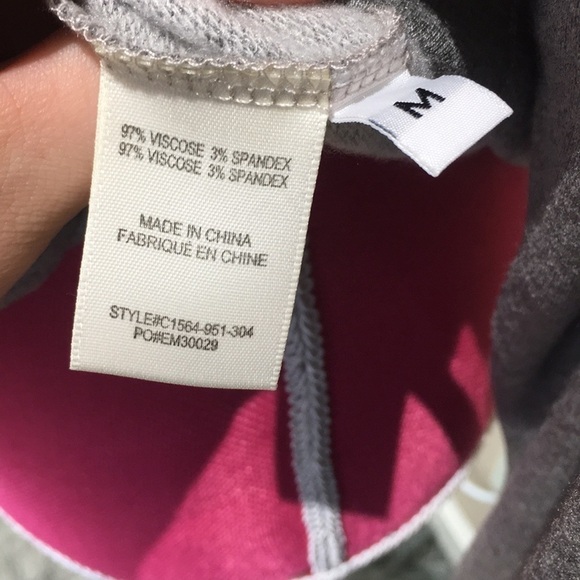 97% VISCOSE 3% SPANDEX
97% VISCOSE 3% SPANDEX
MADE IN CHINA
FABRIQUÉ EN CHINE
STYLE#C1564-951-304
PO#EM30029
M